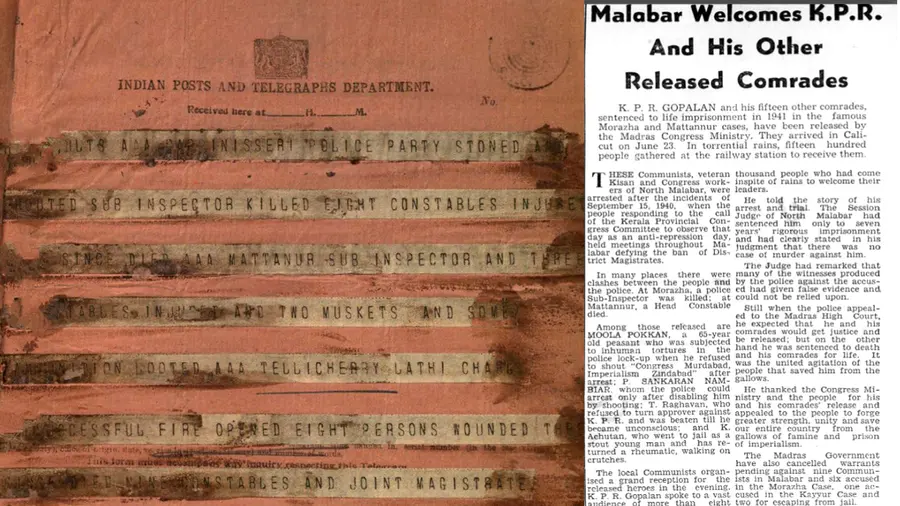 INDIAN POSTS AND TELEGRAPHS DEPARTMENT.
Received here at H. M.
No.
POLICE PARTY STONED
SUB INSPECTOR KILLED EIGHT CONSTABLES
SINCE DIED AAA MATTANUR SUB INSPECTOR AND
AND TWO MUSKETS AND
LOOTED AAA TELLICHERRY LATHI
FIRE OPENED EIGHT PERSONS WOUNDED
This form must accompany any inquiry respecting this Telegram
AND JOINT MAGISTRATE
Malabar Welcomes K.P.R.
And His Other
Released Comrades
K. P. R. GOPALAN and his fifteen other comrades,
sentenced to life imprisonment in 1941 in the famous
Morazha and Mattannur cases, have been released by
the Madras Congress Ministry. They arrived in Cali-
cut on June 23. In torrential rains, fifteen hundred
people gathered at the railway station to receive them.
THESE Communists, veteran
Kisan and Congress work-
ers of North Malabar, were
arrested after the incidents of
September 15, 1940, when the
people responding to the call
of the Kerala Provincial Con-
gress Committee to observe that
day as an anti-repression day,
held meetings throughout Ma-
labar defying the ban of Dis-
trict Magistrates.
In many places there were
clashes between the people and
the police. At Morazha, a police
Sub-Inspector was killed; at
Mattannur, a Head Constable
died.
Among those released are
MOOLA POKKAN, a 65-year
old peasant who was subjected
to inhuman tortures in the
police lock-up when he refused
to shout "Congress Murdabad,
Imperialism Zindabad" after
arrest; P. SANKARAN NAM-
BIAR, whom the police could
arrest only after disabling him
by shooting; T. Raghavan, who
refused to turn approver against
K. P. R. and was beaten till he
became unconscious; and K.
Achutan, who went to jail as a
stout young man and has re-
turned a rheumatic, walking on
crutches.
The local Communists organ-
ised a grand reception for the
released heroes in the evening.
K. P. R. Gopalan spoke to a vast
audience of more than eight
thousand people who had come
inspite of rains to welcome their
leaders.
He told the story of his
arrest and trial. The Session
Judge of North Malabar had
sentenced him only to seven
years' rigorous imprisonment
and had clearly stated in his
judgment that there was no
case of murder against him.
The Judge had remarked that
many of the witnesses produced
by the police against the accus-
ed had given false evidence and
could not be relied upon.
Still when the police appeal-
ed to the Madras High Court,
he expected that he and his
comrades would get justice and
be released; but on the other
hand he was sentenced to death
and his comrades for life. It
was the united agitation of the
people that saved him from the
gallows.
He thanked the Congress Mi-
nistry and the people for his
and his comrades' release and
appealed to the people to forge
greater strength, unity and save
our entire country from the
gallows of famine and prison
of imperialism.
The Madras Government
have also cancelled warrants
pending against nine Commun-
ists in Malabar and six accused
in the Morazha Case, one ac-
cused in the Kayyur Case and
two for escaping from jail.